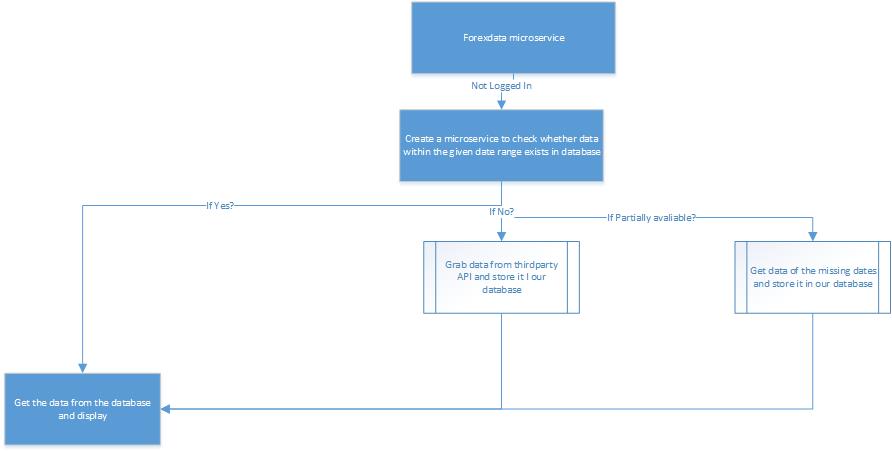 Forexdata microservice
Not Logged In
Create a microservice to check whether data
within the given date range exists in database
If Yes?
If No?
If Partially avaliable?
Grab data from thirdparty
API and store it I our
database
Get data of the missing dates
and store it in our database
Get the data from the database
and display